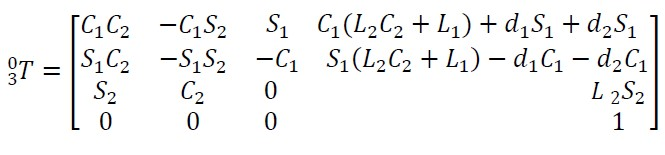 C₁C₂ −C₁S₂ S₁ C₁(L₂C₂ + L₁) + d₁S₁ + d₂S₁
⁰₃T = S₁C₂ −S₁S₂ −C₁ S₁(L₂C₂ + L₁) − d₁C₁ − d₂C₁
S₂ C₂ 0 L ₂S₂
0 0 0 1